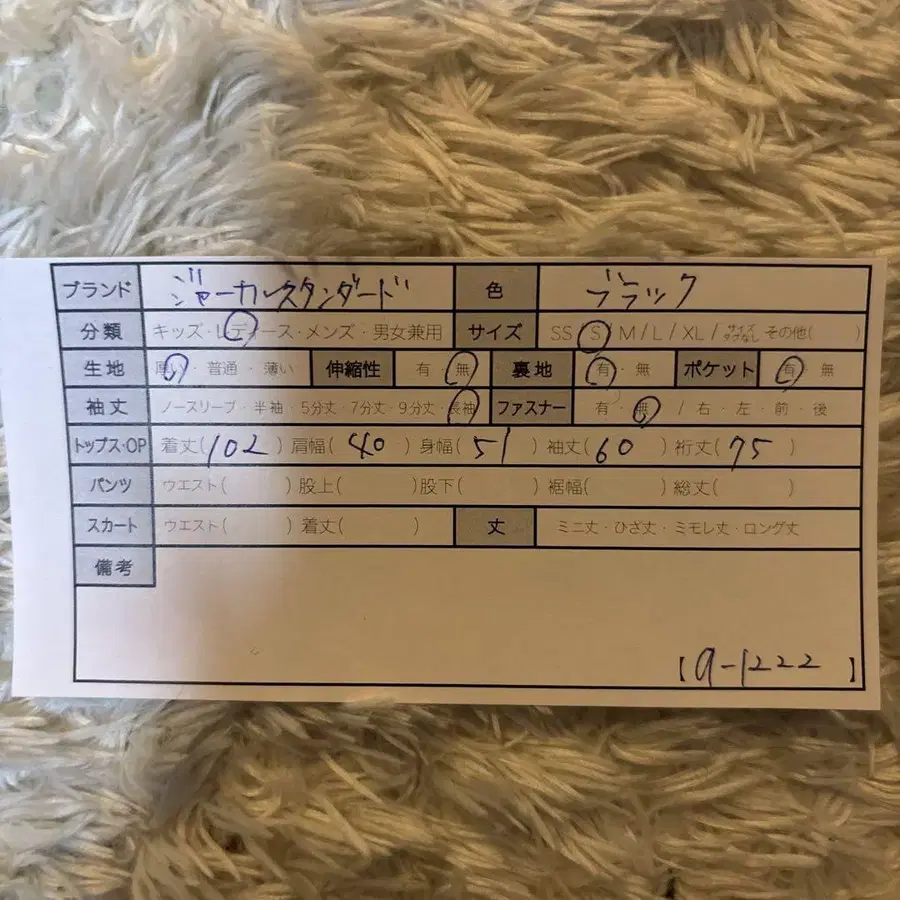 ブランド ジャーナルスタンダード 色 ブラック
分類 キッズ・レディース・メンズ・男女兼用 サイズ SS / S / M / L / XL / サイズタグなし その他( )
生地 厚い・普通・薄い 伸縮性 有・無 裏地 有・無 ポケット 有・無
袖丈 ノースリーブ・半袖・5分丈・7分丈・9分丈・長袖 ファスナー 有・無 / 右・左・前・後
トップス・OP 着丈(102) 肩幅(40) 身幅(51) 袖丈(60) 裄丈(75)
パンツ ウエスト( ) 股上( ) 股下( ) 裾幅( ) 総丈( )
スカート ウエスト( ) 着丈( ) 丈 ミニ丈・ひざ丈・ミモレ丈・ロング丈
備考
【a-1222】